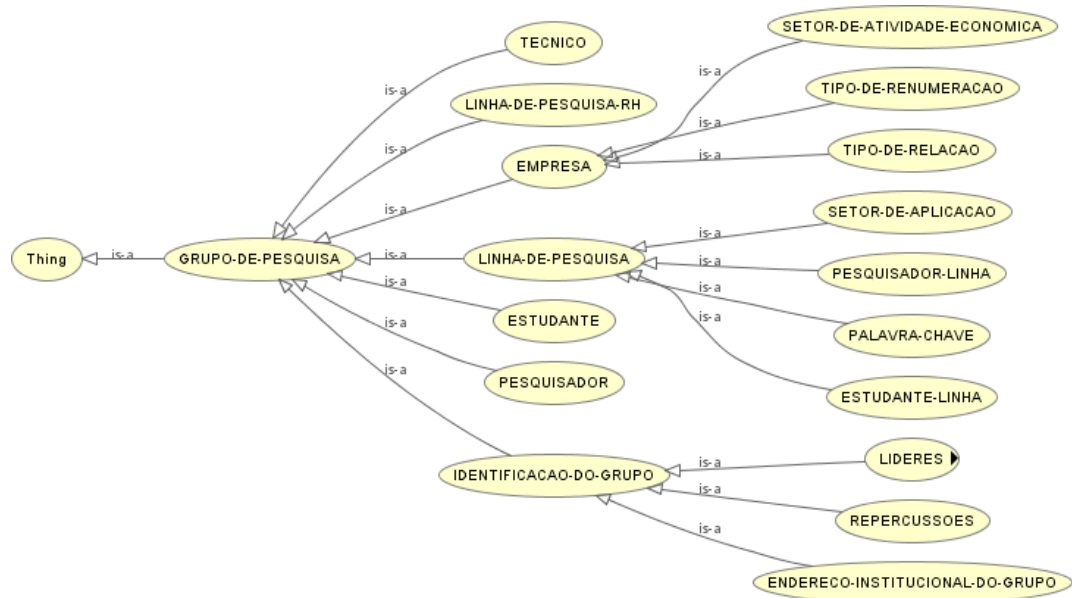 SETOR-DE-ATIVIDADE-ECONOMICA
TECNICO
is-a
is-a
TIPO-DE-RENUMERACAO
LINHA-DE-PESQUISA-RH
is-a
is-a
TIPO-DE-RELACAO
is-a
EMPRESA
is-a
SETOR-DE-APLICACAO
is-a
Thing
is-a
GRUPO-DE-PESQUISA
is-a
LINHA-DE-PESQUISA
is-a
PESQUISADOR-LINHA
is-a
is-a
ESTUDANTE
is-a
is-a
PALAVRA-CHAVE
PESQUISADOR
is-a
ESTUDANTE-LINHA
LIDERES
is-a
IDENTIFICACAO-DO-GRUPO
is-a
REPERCUSSOES
is-a
ENDERECO-INSTITUCIONAL-DO-GRUPO